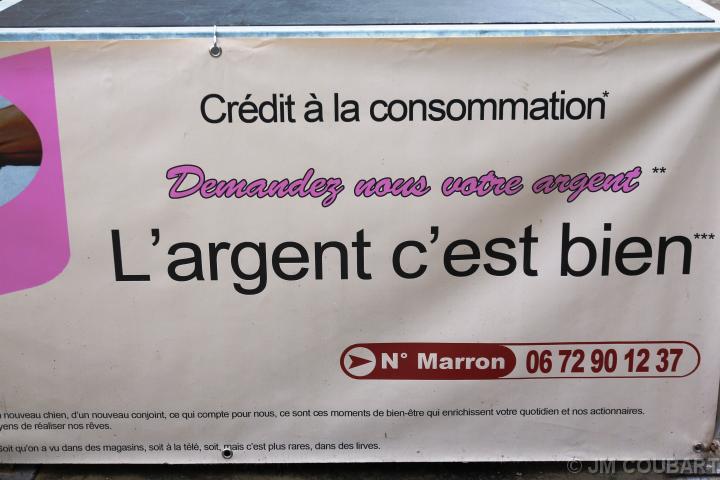 Crédit à la consommation*
Demandez nous votre argent**
L'argent c'est bien***
N° Marron 06 72 90 12 37
nouveau chien, d'un nouveau conjoint, ce qui compte pour nous, ce sont ces moments de bien-être qui enrichissent votre quotidien et nos actionnaires.
yens de réaliser nos rêves.
Soit qu'on a vu dans des magasins, soit à la télé, soit, mais c'est plus rares, dans des lirves.
© JM COUBART